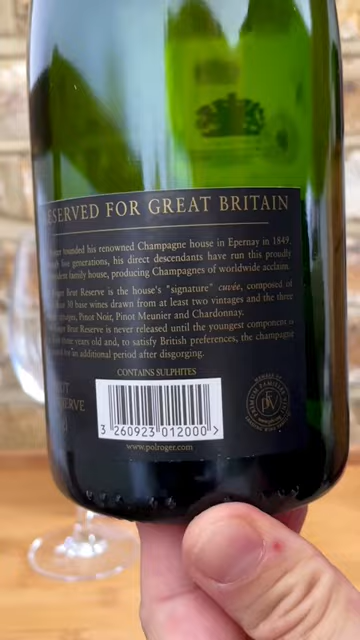 RESERVED FOR GREAT BRITAIN
founded his renowned Champagne house in Epernay in 1849.
generations, his direct descendants have run this proudly
family house, producing Champagnes of worldwide acclaim.
Roger Brut Reserve is the house's "signature" cuvée, composed of
30 base wines drawn from at least two vintages and the three
Pinot Noir, Pinot Meunier and Chardonnay.
Roger Brut Reserve is never released until the youngest component is
three years old and, to satisfy British preferences, the champagne
an additional period after disgorging.
CONTAINS SULPHITES
BRUT
RESERVE
3 260923 012000 >
www.polroger.com